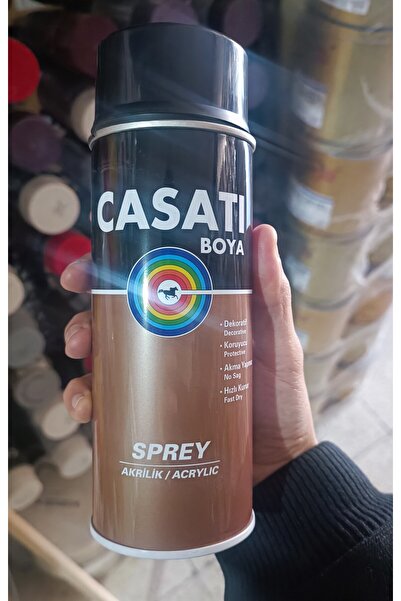 CASATI
BOYA
• Dekoratif
Decorative
• Koruyucu
Protective
• Akma Yapmaz
No Sag
• Hızlı Kurur
Fast Dry
SPREY
AKRİLİK / ACRYLIC